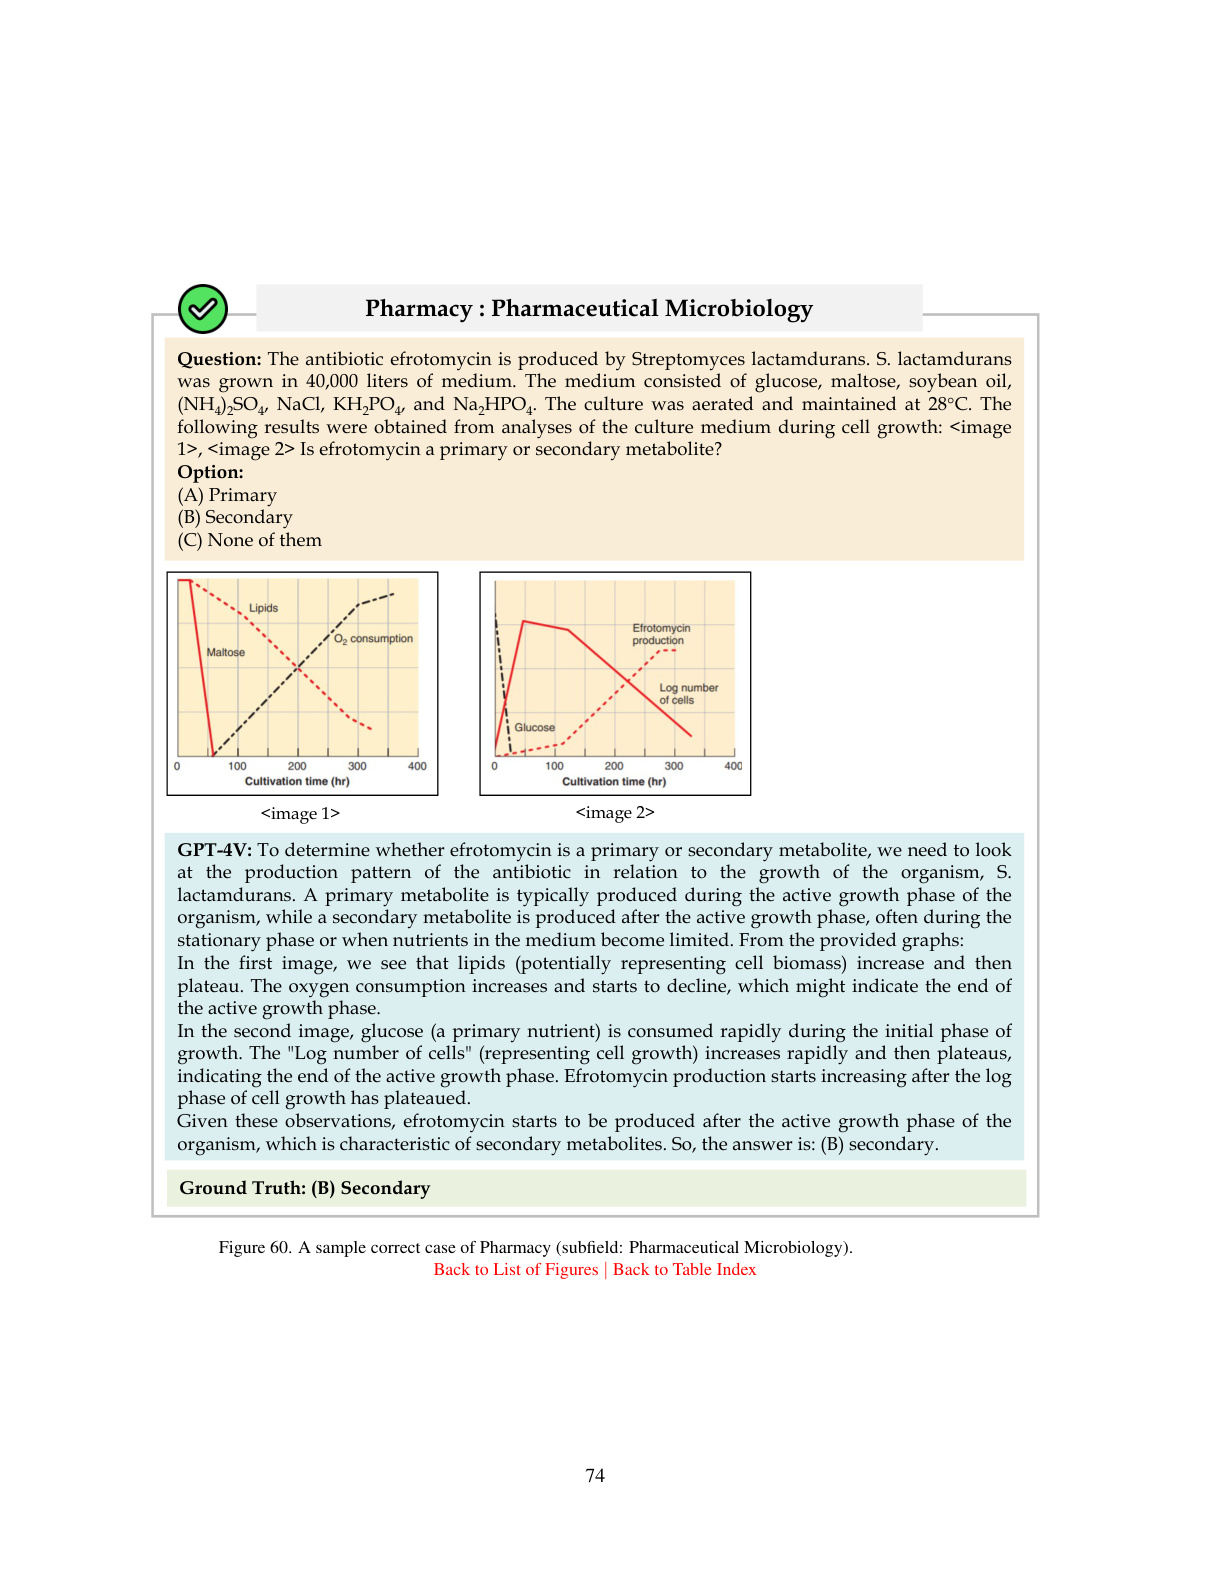 Pharmacy : Pharmaceutical Microbiology
Question: The antibiotic efrotomycin is produced by Streptomyces lactamdurans. S. lactamdurans
was grown in 40,000 liters of medium. The medium consisted of glucose, maltose, soybean oil,
(NH₄)₂SO₄, NaCl, KH₂PO₄, and Na₂HPO₄. The culture was aerated and maintained at 28°C. The
following results were obtained from analyses of the culture medium during cell growth: <image
1>, <image 2> Is efrotomycin a primary or secondary metabolite?
Option:
(A) Primary
(B) Secondary
(C) None of them
Lipids
O₂ consumption
Maltose
0 100 200 300 400
Cultivation time (hr)
<image 1>
Efrotomycin
production
Log number
of cells
Glucose
0 100 200 300 400
Cultivation time (hr)
<image 2>
GPT-4V: To determine whether efrotomycin is a primary or secondary metabolite, we need to look
at the production pattern of the antibiotic in relation to the growth of the organism, S.
lactamdurans. A primary metabolite is typically produced during the active growth phase of the
organism, while a secondary metabolite is produced after the active growth phase, often during the
stationary phase or when nutrients in the medium become limited. From the provided graphs:
In the first image, we see that lipids (potentially representing cell biomass) increase and then
plateau. The oxygen consumption increases and starts to decline, which might indicate the end of
the active growth phase.
In the second image, glucose (a primary nutrient) is consumed rapidly during the initial phase of
growth. The "Log number of cells" (representing cell growth) increases rapidly and then plateaus,
indicating the end of the active growth phase. Efrotomycin production starts increasing after the log
phase of cell growth has plateaued.
Given these observations, efrotomycin starts to be produced after the active growth phase of the
organism, which is characteristic of secondary metabolites. So, the answer is: (B) secondary.
Ground Truth: (B) Secondary
Figure 60. A sample correct case of Pharmacy (subfield: Pharmaceutical Microbiology).
Back to List of Figures | Back to Table Index
74